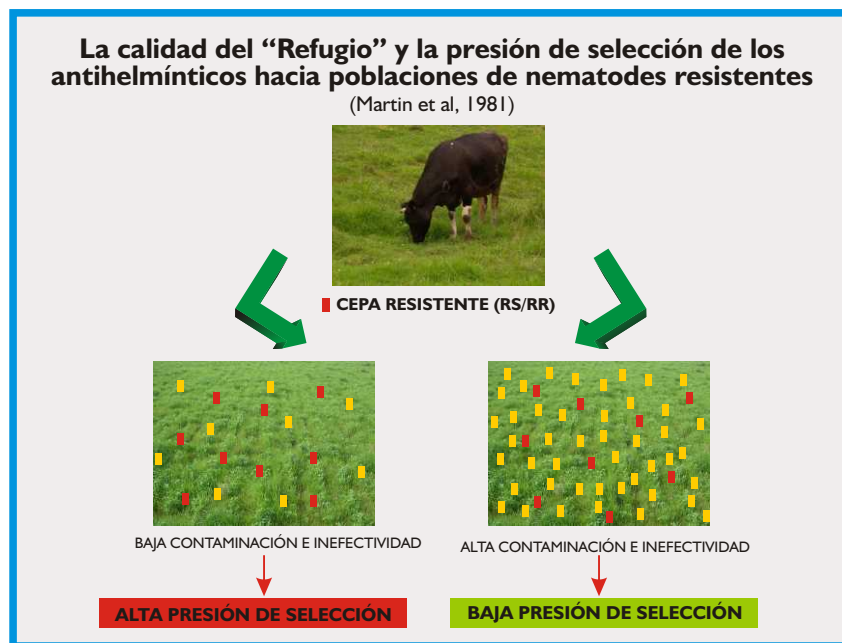 La calidad del “Refugio” y la presión de selección de los
antihelmínticos hacia poblaciones de nematodes resistentes
(Martin et al, 1981)
CEPA RESISTENTE (RS/RR)
BAJA CONTAMINACIÓN E INEFECTIVIDAD
ALTA CONTAMINACIÓN E INEFECTIVIDAD
ALTA PRESIÓN DE SELECCIÓN
BAJA PRESIÓN DE SELECCIÓN